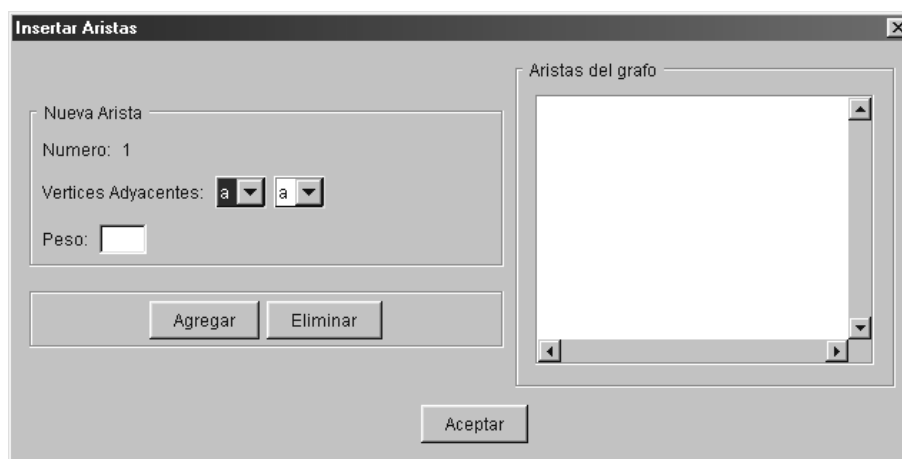 Insertar Aristas
Nueva Arista
Numero: 1
Vertices Adyacentes: a a
Peso:
Agregar Eliminar
Aristas del grafo
Aceptar